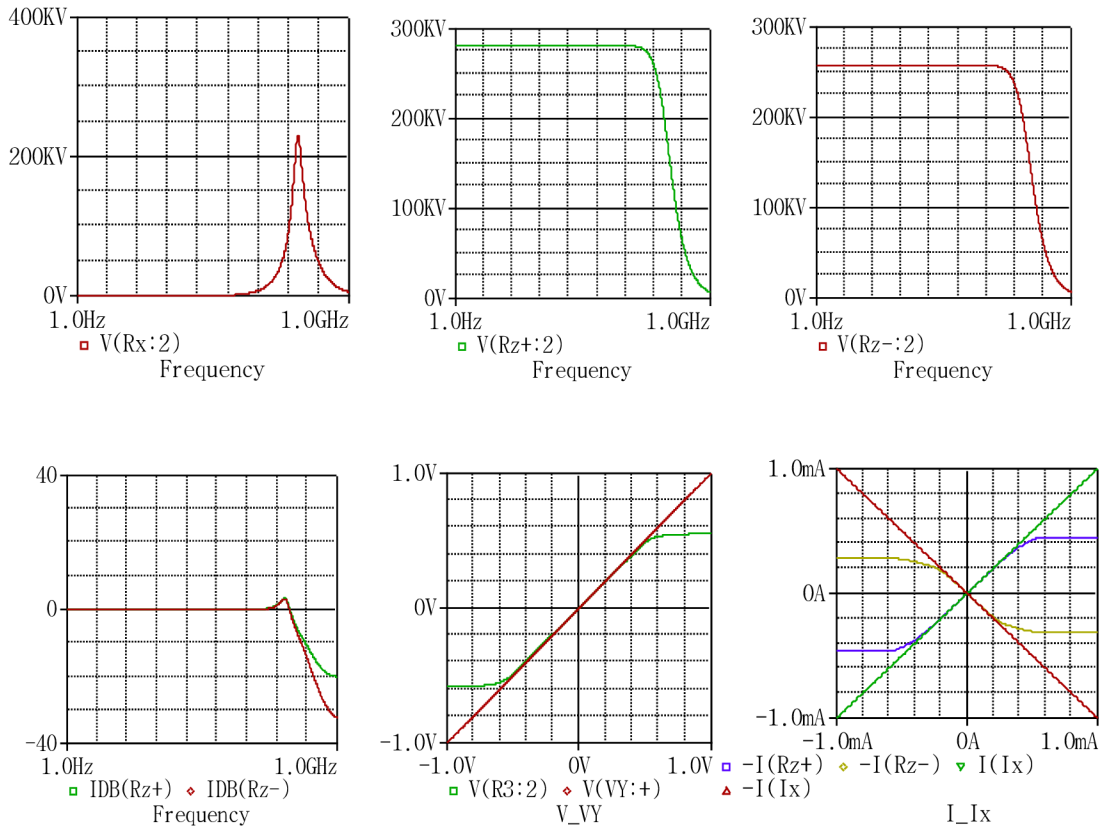 400KV
200KV
0V
1.0Hz 1.0GHz
V(Rx:2)
Frequency
300KV
200KV
100KV
0V
1.0Hz 1.0GHz
V(Rz+:2)
Frequency
300KV
200KV
100KV
0V
1.0Hz 1.0GHz
V(Rz-:2)
Frequency
40
0
-40
1.0Hz 1.0GHz
IDB(Rz+) IDB(Rz-)
Frequency
1.0V
0V
-1.0V
-1.0V 0V 1.0V
V(R3:2) V(VY:+)
V_VY
1.0mA
0A
-1.0mA
-1.0mA 0A 1.0mA
-I(Rz+) -I(Rz-) I(Ix)
-I(Ix)
I_Ix